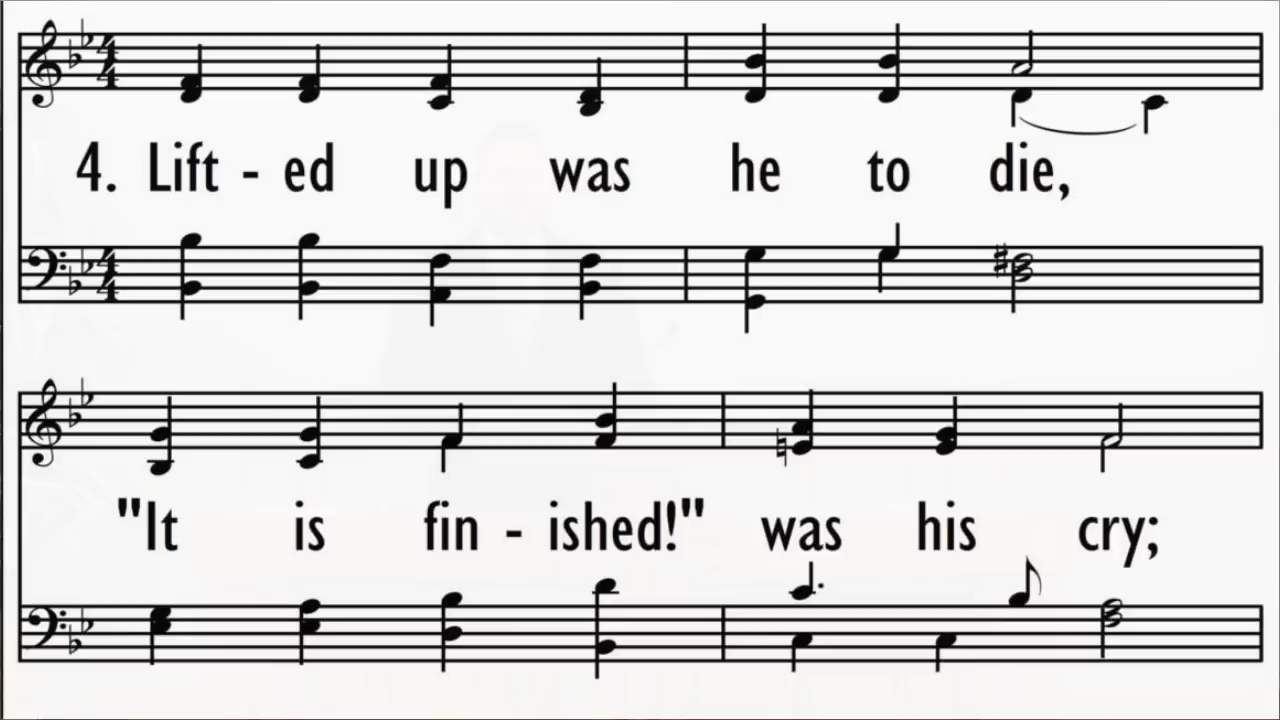 4. Lift - ed up was he to die,
"It is fin - ished!" was his cry;